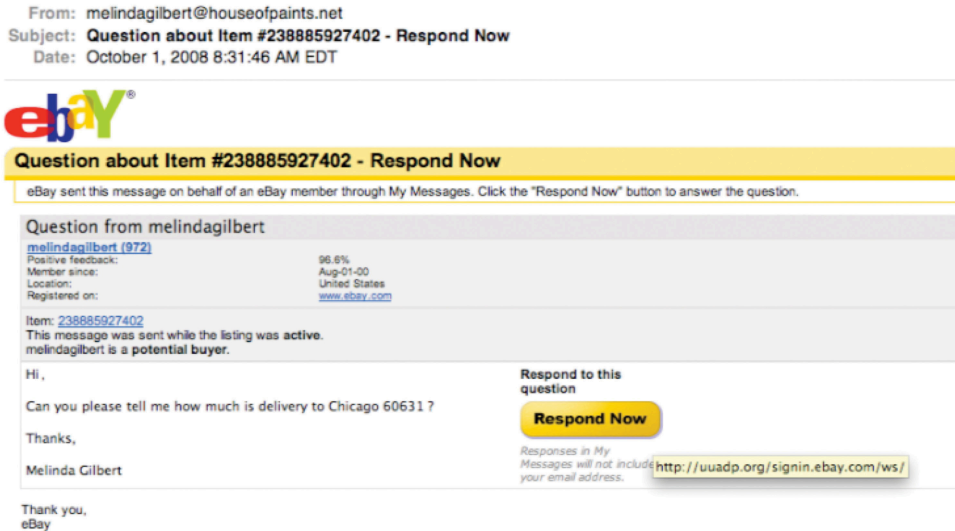 From: melindagilbert@houseofpaints.net
Subject: Question about Item #238885927402 - Respond Now
Date: October 1, 2008 8:31:46 AM EDT
ebaY®
Question about Item #238885927402 - Respond Now
eBay sent this message on behalf of an eBay member through My Messages. Click the "Respond Now" button to answer the question.
Question from melindagilbert
melindagilbert (972)
Positive feedback: 96.6%
Member since: Aug-01-00
Location: United States
Registered on: www.ebay.com
Item: 238885927402
This message was sent while the listing was active.
melindagilbert is a potential buyer.
Hi ,
Can you please tell me how much is delivery to Chicago 60631 ?
Thanks,
Melinda Gilbert
Respond to this
question
Respond Now
Responses in My
Messages will not include
your email address.
http://uuadp.org/signin.ebay.com/ws/
Thank you,
eBay